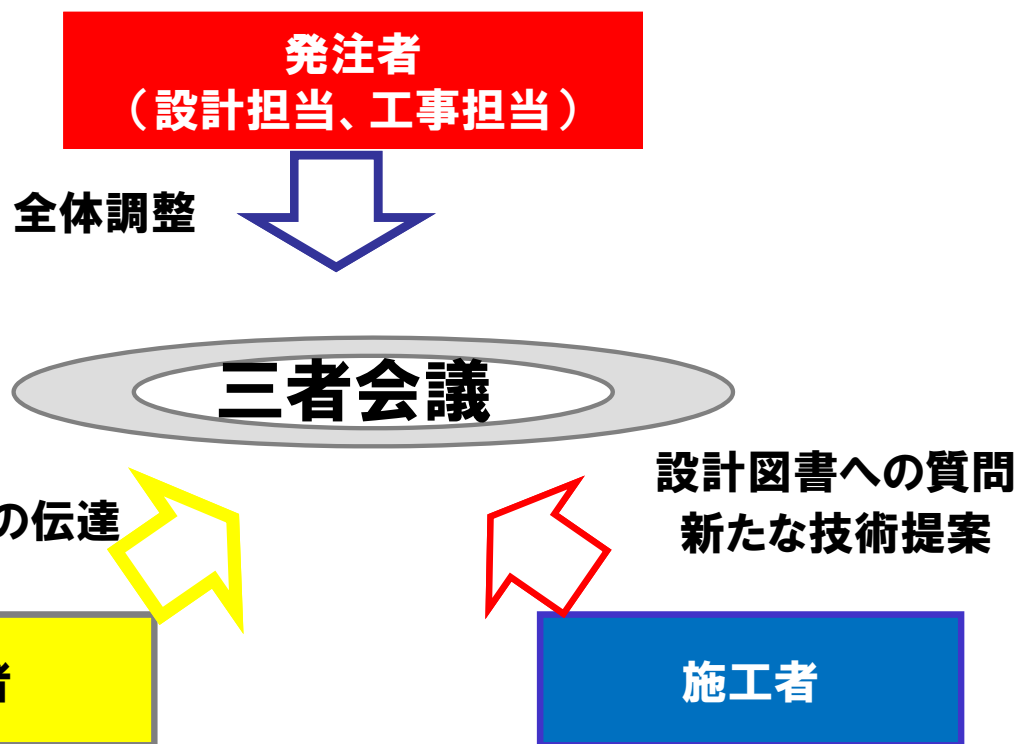 発注者
（設計担当、工事担当）
全体調整
三者会議
設計図書への質問
新たな技術提案
の伝達
者
施工者